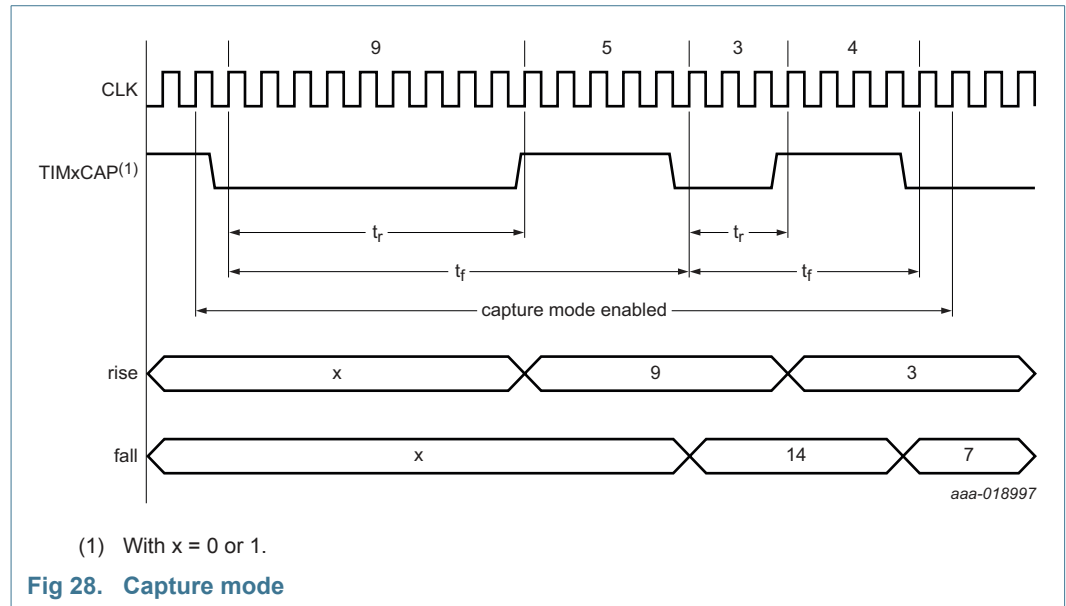 9 5 3 4
CLK
TIMxCAP(1)
tr tr
tf tf
capture mode enabled
rise x 9 3
fall x 14 7
aaa-018997
(1) With x = 0 or 1.
Fig 28. Capture mode